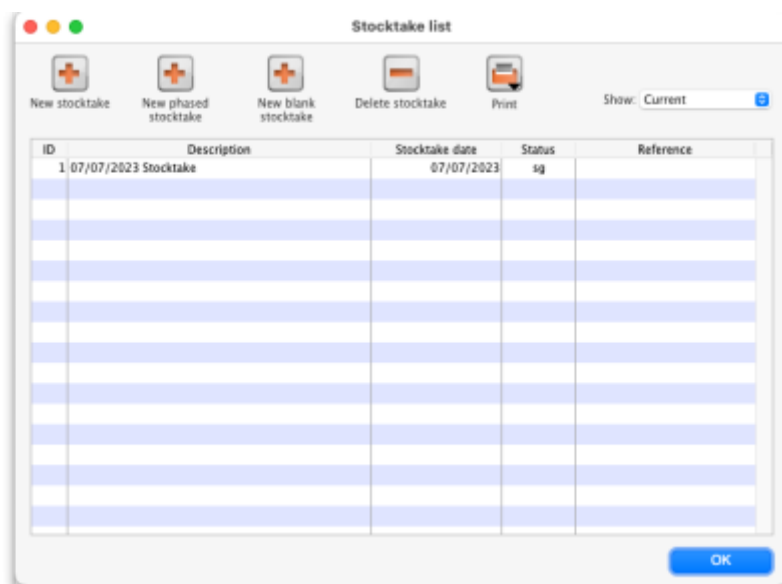 Stocktake list
New stocktake
New phased stocktake
New blank stocktake
Delete stocktake
Print
Show: Current
ID Description Stocktake date Status Reference
1 07/07/2023 Stocktake 07/07/2023 sg
OK